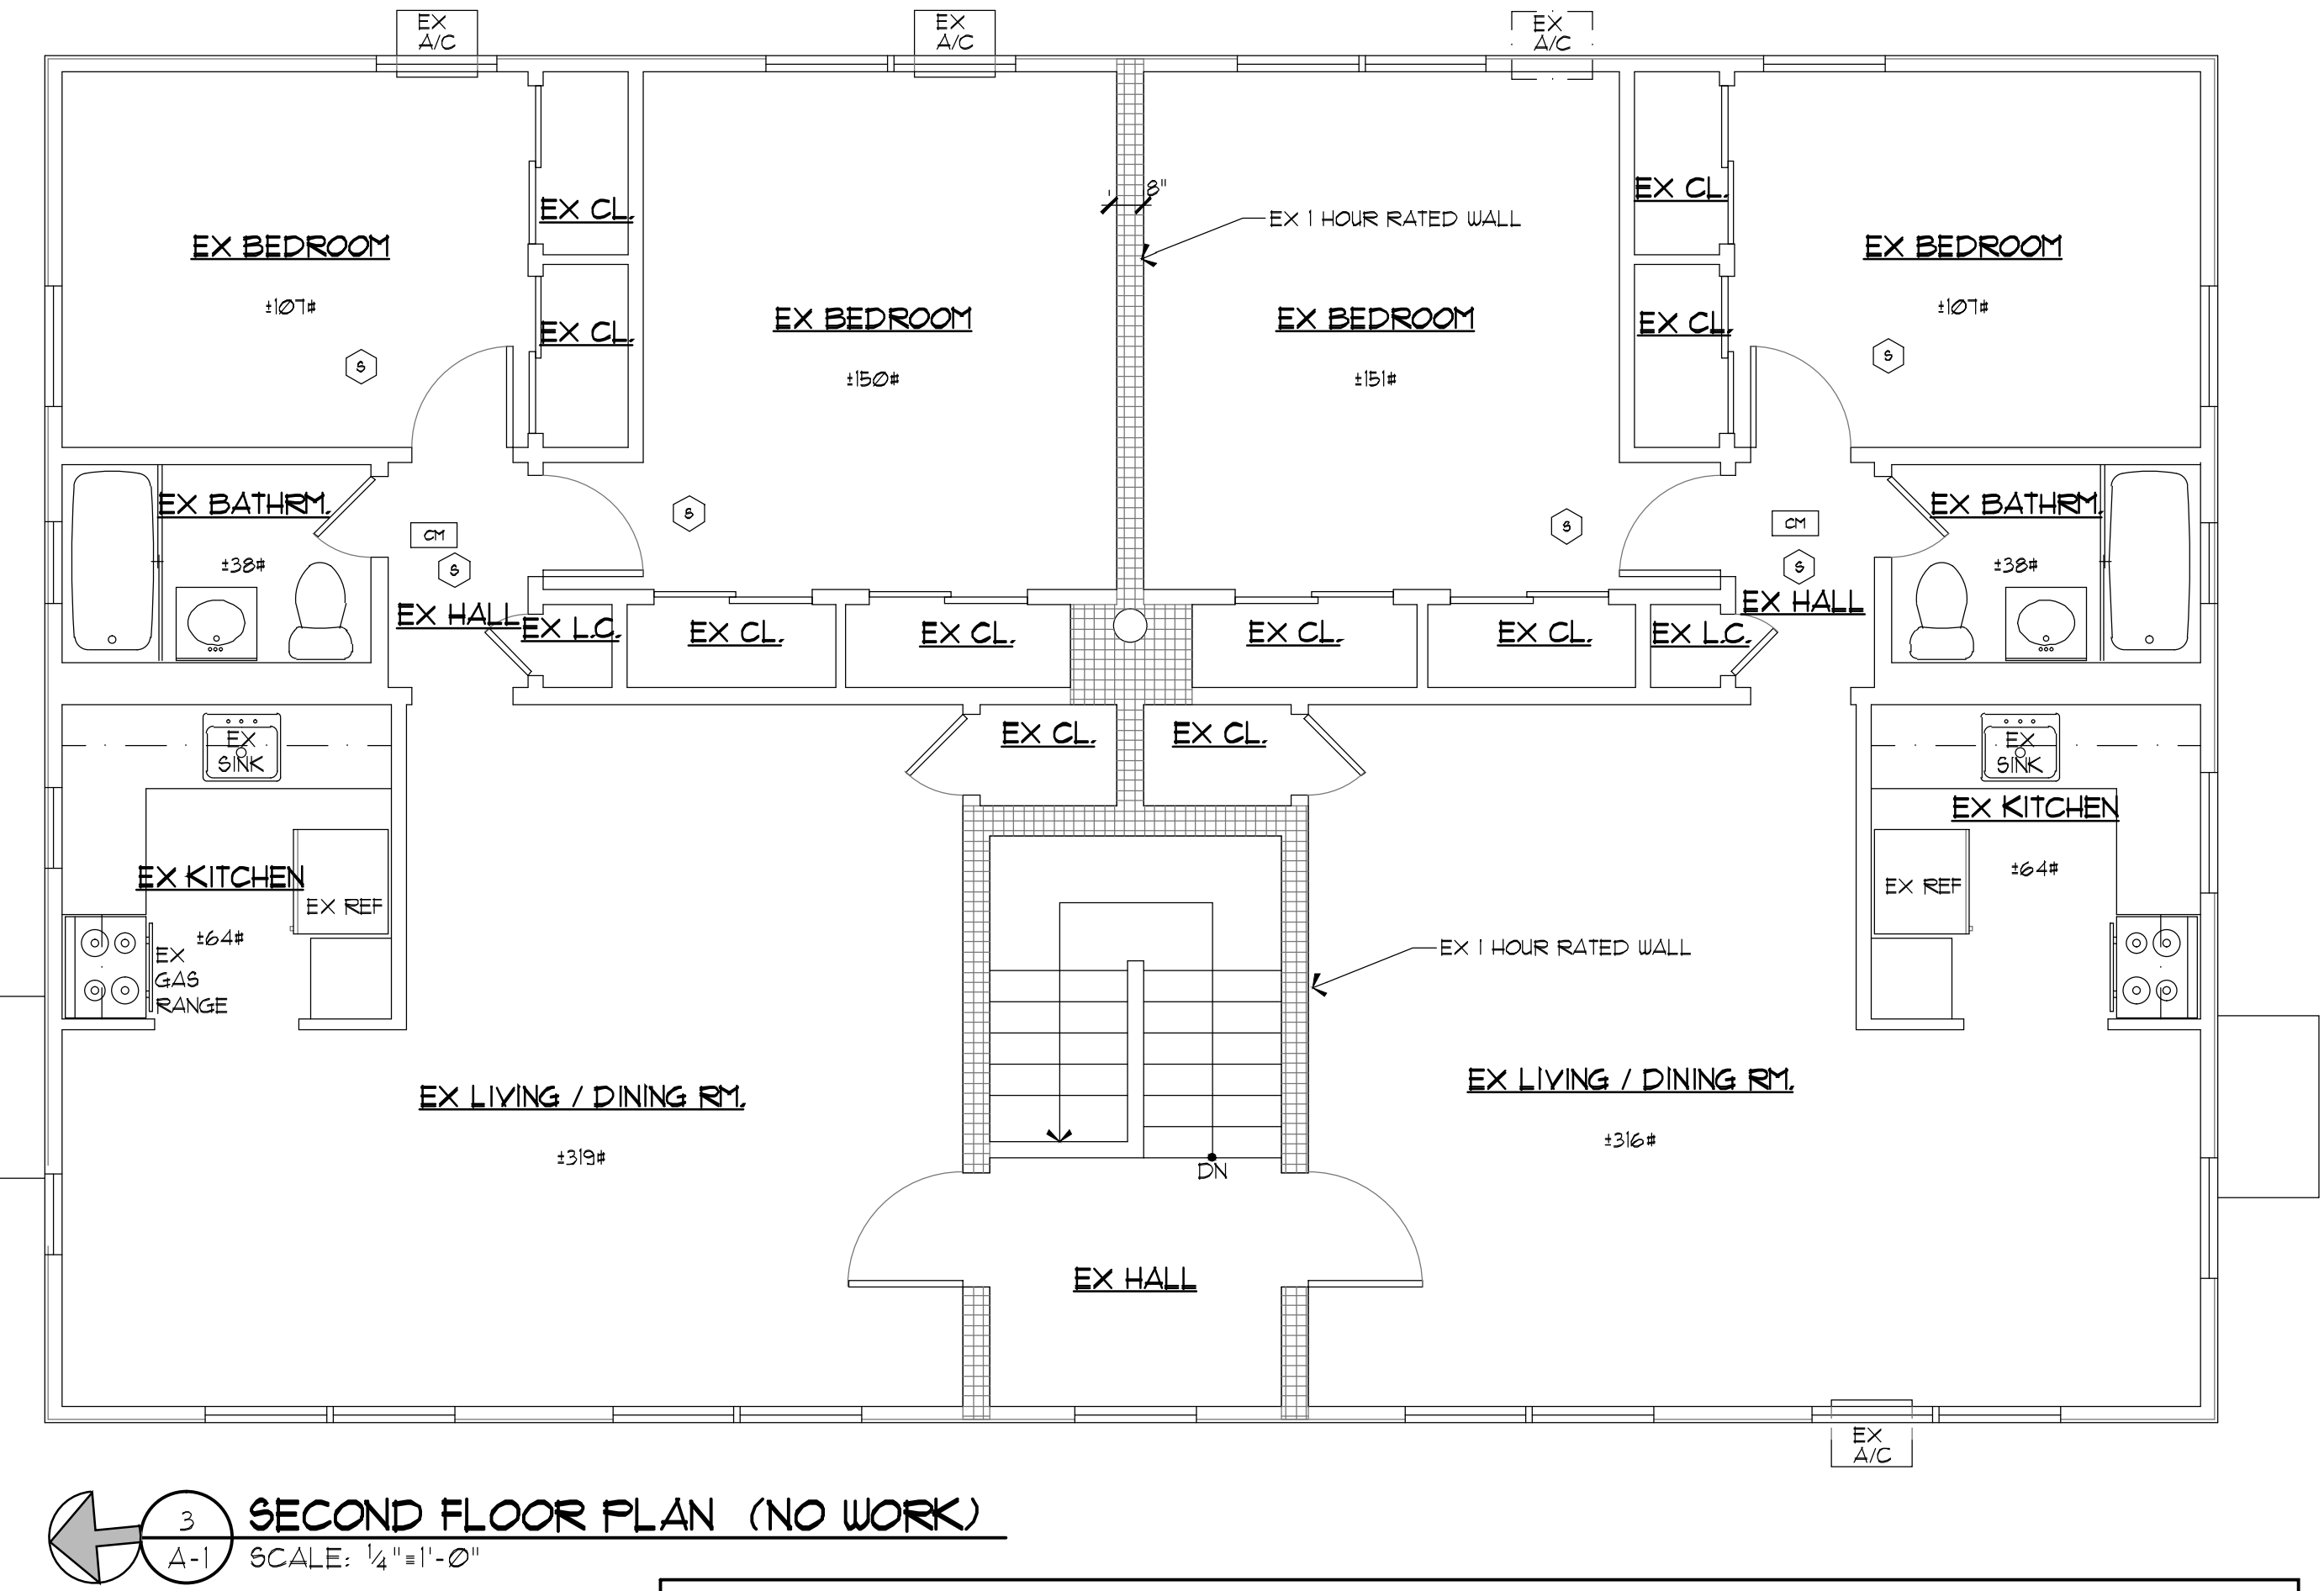 EX
A/C
EX
A/C
EX
A/C
8"
EX 1 HOUR RATED WALL
EX CL.
EX CL.
EX BEDROOM
±107#
EX BEDROOM
±107#
EX BEDROOM
±150#
EX BEDROOM
±151#
EX CL.
EX CL.
S
S
S
S
EX BATHRM.
±38#
EX BATHRM.
±38#
CM
S
CM
S
EX HALL
EX HALL
EX L.C.
EX CL.
EX CL.
EX CL.
EX CL.
EX L.C.
EX CL.
EX CL.
EX
SINK
EX
SINK
EX KITCHEN
±64#
EX KITCHEN
±64#
EX REF
EX REF
EX
GAS
RANGE
EX 1 HOUR RATED WALL
EX LIVING / DINING RM.
±319#
EX LIVING / DINING RM.
±316#
DN
EX HALL
EX
A/C
3
A-1
SECOND FLOOR PLAN (NO WORK)
SCALE: 1/4"=1'-0"